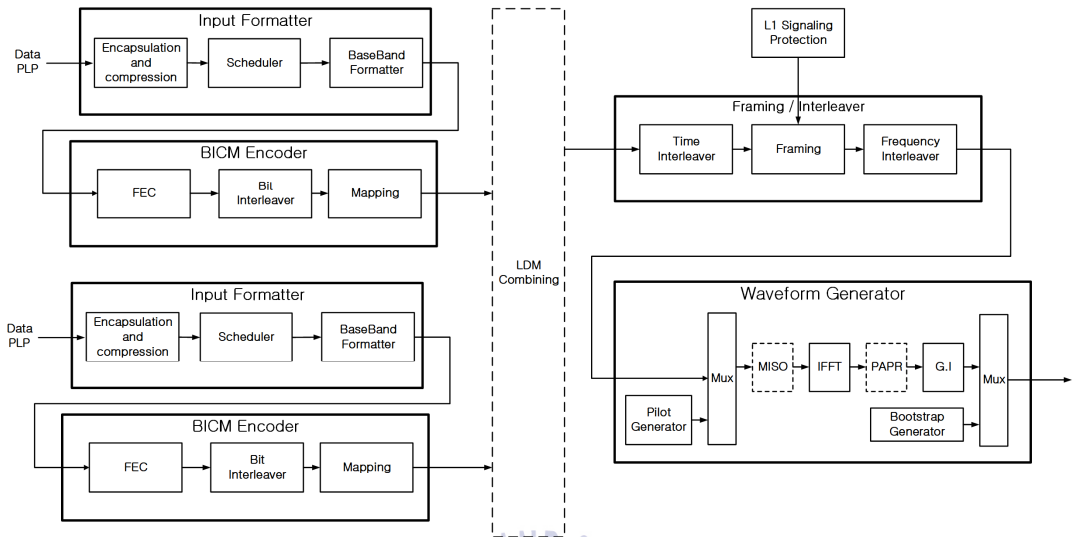 Input Formatter
Data
PLP
Encapsulation
and
compression
Scheduler
BaseBand
Formatter
BICM Encoder
FEC
Bit
Interleaver
Mapping
Input Formatter
Data
PLP
Encapsulation
and
compression
Scheduler
BaseBand
Formatter
BICM Encoder
FEC
Bit
Interleaver
Mapping
LDM
Combining
L1 Signaling
Protection
Framing / Interleaver
Time
Interleaver
Framing
Frequency
Interleaver
Waveform Generator
Mux
Pilot
Generator
MISO
IFFT
PAPR
G.I
Bootstrap
Generator
Mux